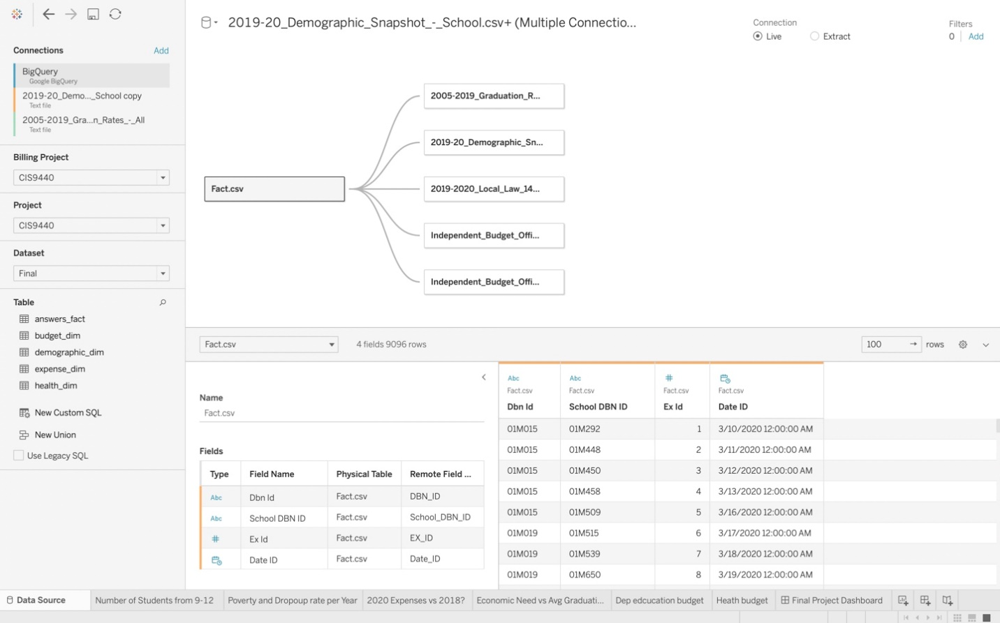 2019-20_Demographic_Snapshot_-_School.csv+ (Multiple Connectio...
Connection
Live
Extract
Filters
0 Add
Connections
Add
BigQuery
Google BigQuery
2019-20_Demo..._School copy
Text file
2005-2019_Gra...n_Rates_-_All
Text file
Billing Project
CIS9440
Project
CIS9440
Dataset
Final
Table
answers_fact
budget_dim
demographic_dim
expense_dim
health_dim
New Custom SQL
New Union
Use Legacy SQL
Fact.csv
2005-2019_Graduation_R...
2019-20_Demographic_Sn...
2019-2020_Local_Law_14...
Independent_Budget_Offi...
Independent_Budget_Offi...
Fact.csv
4 fields 9096 rows
100 → rows
Name
Fact.csv
Fields
Type Field Name Physical Table Remote Field ...
Abc Dbn Id Fact.csv DBN_ID
Abc School DBN ID Fact.csv School_DBN_ID
# Ex Id Fact.csv EX_ID
Date ID Fact.csv Date_ID
Abc Abc #
Fact.csv Fact.csv Fact.csv Fact.csv
Dbn Id School DBN ID Ex Id Date ID
01M015 01M292 1 3/10/2020 12:00:00 AM
01M015 01M448 2 3/11/2020 12:00:00 AM
01M015 01M450 3 3/12/2020 12:00:00 AM
01M015 01M458 4 3/13/2020 12:00:00 AM
01M015 01M509 5 3/16/2020 12:00:00 AM
01M019 01M515 6 3/17/2020 12:00:00 AM
01M019 01M539 7 3/18/2020 12:00:00 AM
01M019 01M650 8 3/19/2020 12:00:00 AM
Data Source Number of Students from 9-12 Poverty and Dropoup rate per Year 2020 Expenses vs 2018? Economic Need vs Avg Graduati... Dep edcucation budget Heath budget Final Project Dashboard